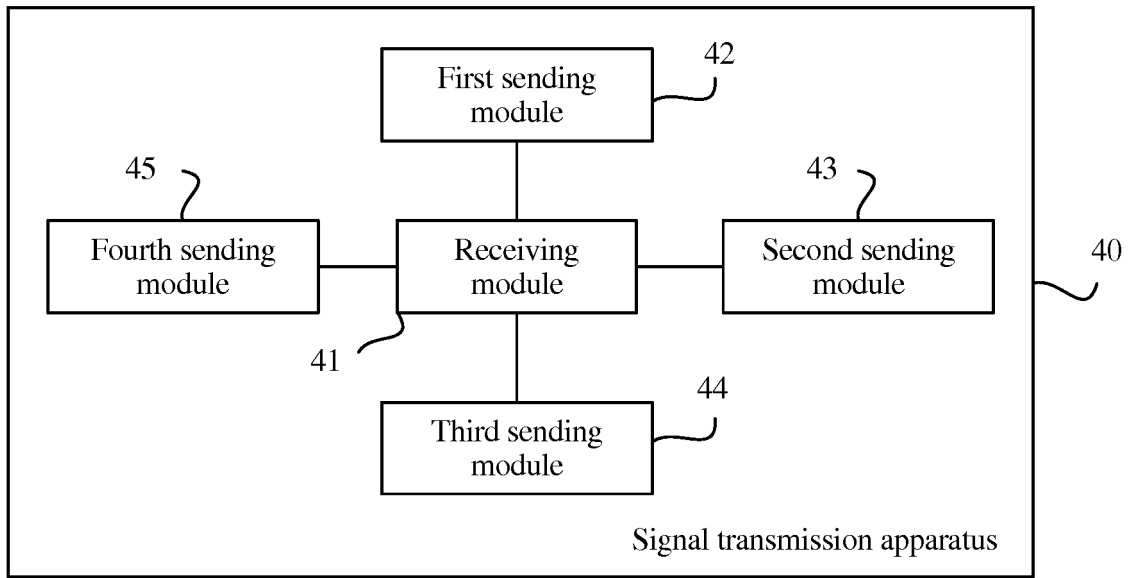 42
First sending
module
45
43
Fourth sending
module
Receiving
module
Second sending
module
40
41
44
Third sending
module
Signal transmission apparatus